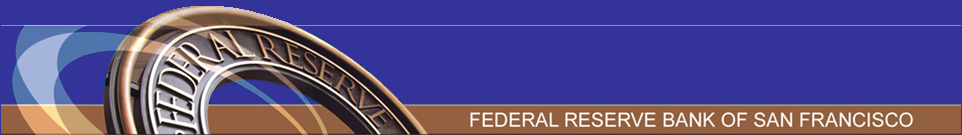 FEDERAL RESERVE
FEDERAL RESERVE BANK OF SAN FRANCISCO